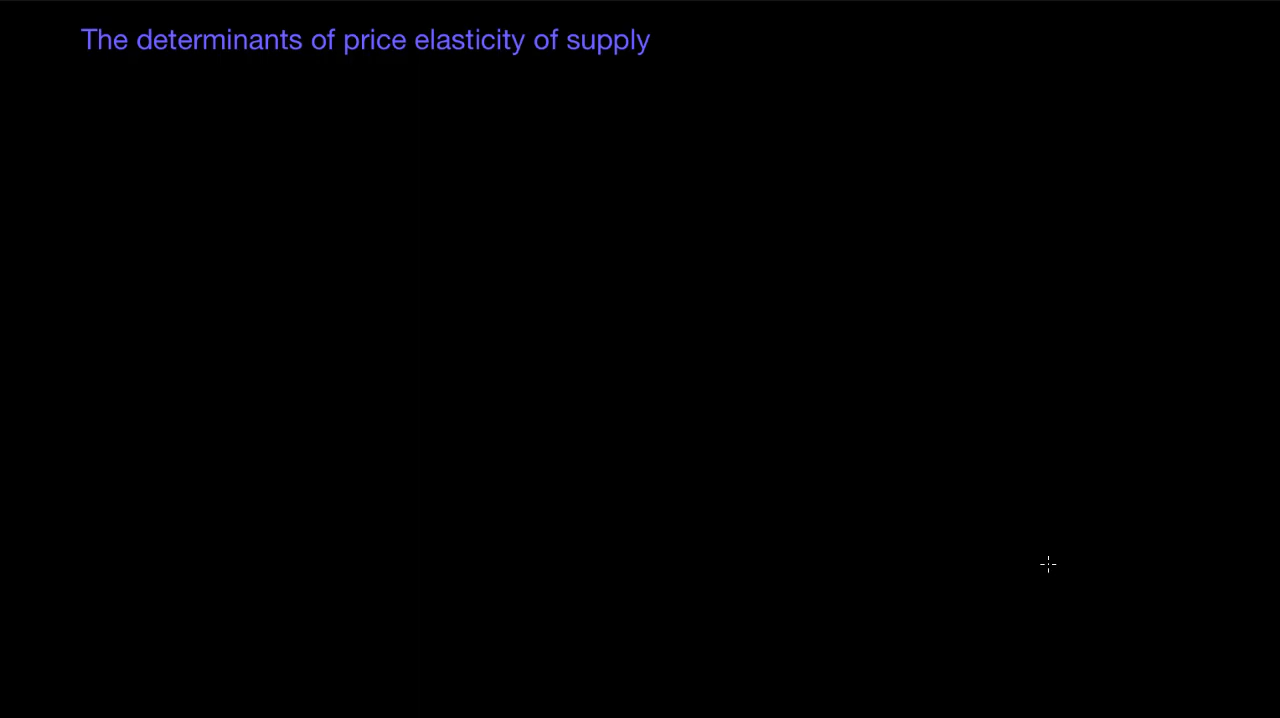 The determinants of price elasticity of supply